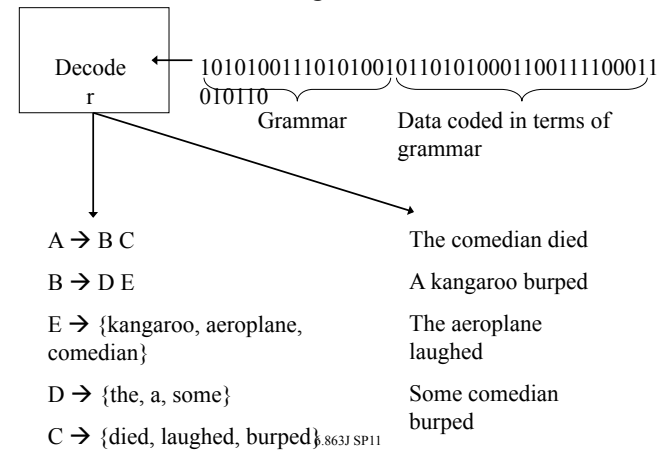 Decode
r
1010100111010100101101010001100111100011
010110
Grammar
Data coded in terms of
grammar
A → B C
B → D E
E → {kangaroo, aeroplane,
comedian}
D → {the, a, some}
C → {died, laughed, burped}
6.863J SP11
The comedian died
A kangaroo burped
The aeroplane
laughed
Some comedian
burped